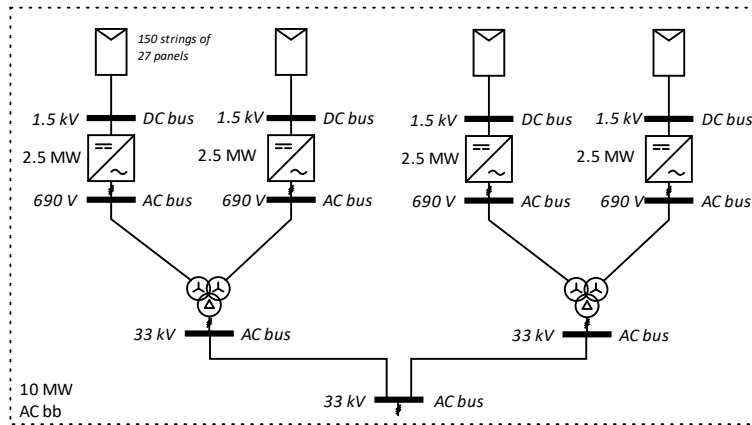 150 strings of
27 panels
1.5 kV DC bus 1.5 kV DC bus 1.5 kV DC bus 1.5 kV DC bus
2.5 MW 2.5 MW 2.5 MW 2.5 MW
690 V AC bus 690 V AC bus 690 V AC bus 690 V AC bus
33 kV AC bus 33 kV AC bus
10 MW
AC bb
33 kV AC bus